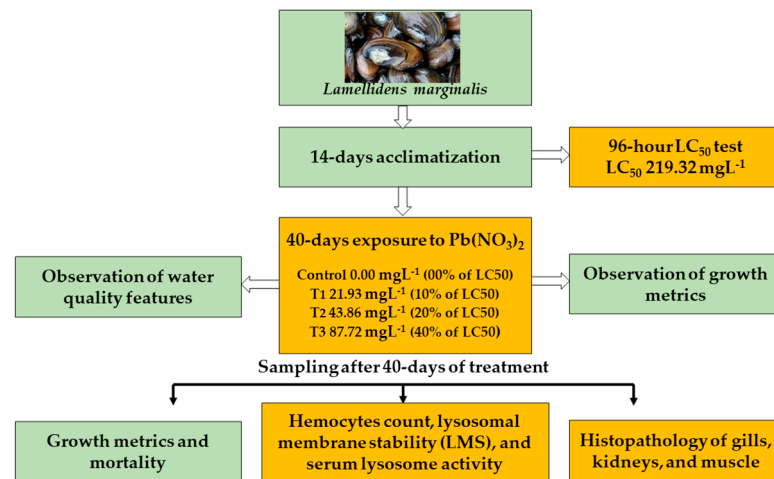 Lamellidens marginalis
14-days acclimatization
96-hour LC₅₀ test
LC₅₀ 219.32 mgL⁻¹
40-days exposure to Pb(NO₃)₂
Control 0.00 mgL⁻¹ (00% of LC50)
T1 21.93 mgL⁻¹ (10% of LC50)
T2 43.86 mgL⁻¹ (20% of LC50)
T3 87.72 mgL⁻¹ (40% of LC50)
Observation of water
quality features
Observation of growth
metrics
Sampling after 40-days of treatment
Growth metrics and
mortality
Hemocytes count, lysosomal
membrane stability (LMS), and
serum lysosome activity
Histopathology of gills,
kidneys, and muscle